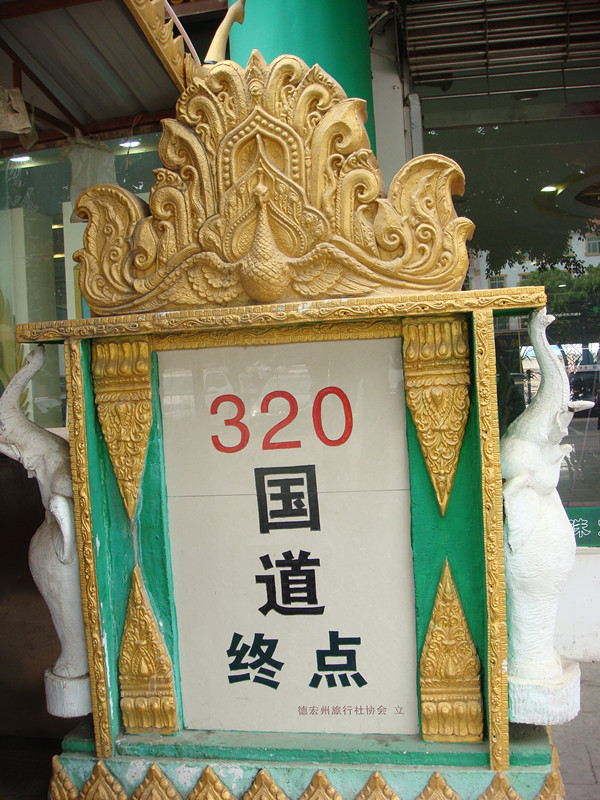 320
国
道
终点
德宏州旅行社协会 立